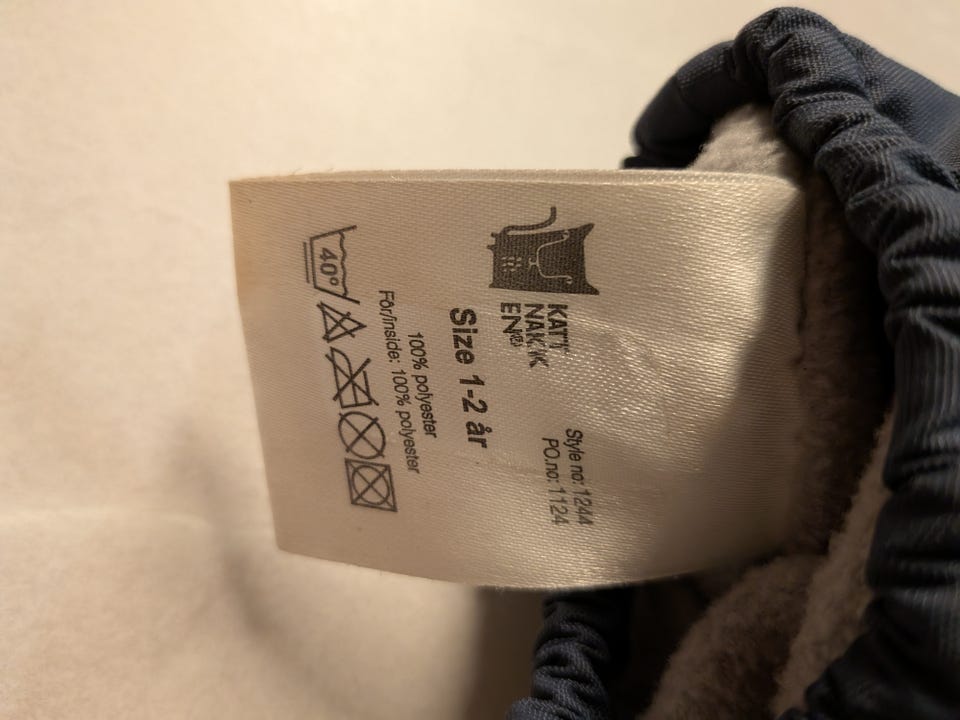 KATT
NAKK
EN®
Style no: 1244
PO.no: 1124
Size 1-2 år
100% polyester
Fôr/inside: 100% polyester
40°